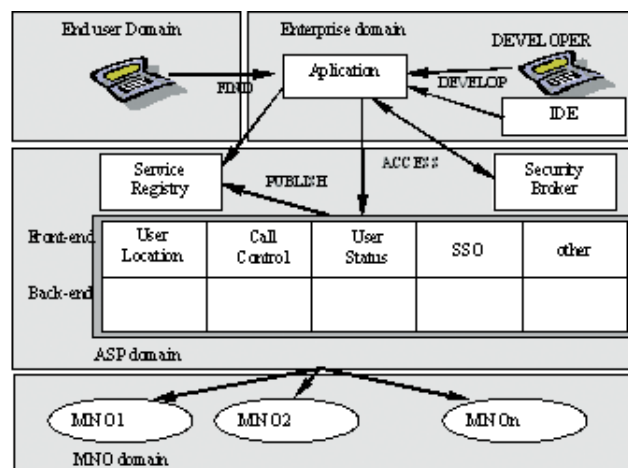 End user Domain
Enterprise domain
DEVELOPER
Aplication
FIND
DEVELOP
IDE
Service
Registry
PUBLISH
ACCESS
Security
Broker
Front-end
User
Location
Call
Control
User
Status
SSO
other
Back-end
ASP domain
MNO1
MNO2
MNOn
MNO domain